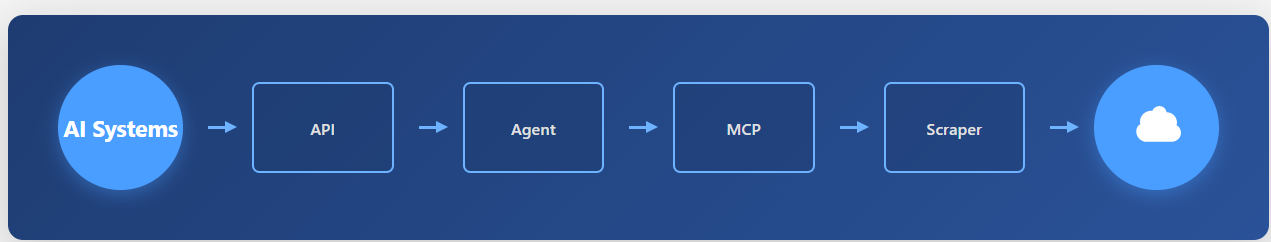 AI Systems
API
Agent
MCP
Scraper